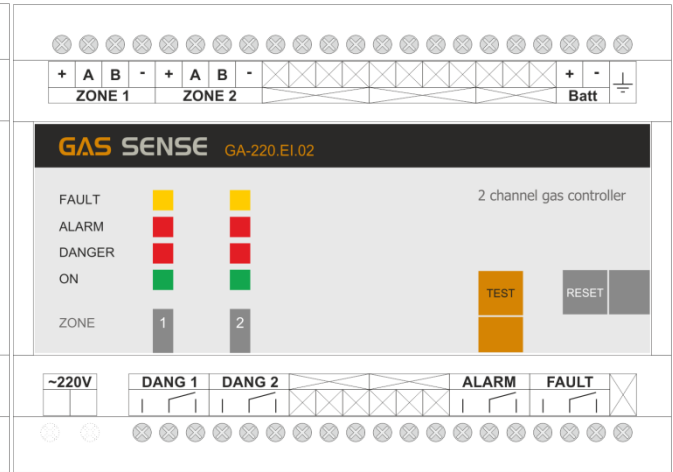 + A B - + A B - + -
ZONE 1 ZONE 2 Batt
GAS SENSE GA-220.EI.02
2 channel gas controller
FAULT
ALARM
DANGER
ON
TEST RESET
ZONE 1 2
~220V DANG 1 DANG 2 ALARM FAULT